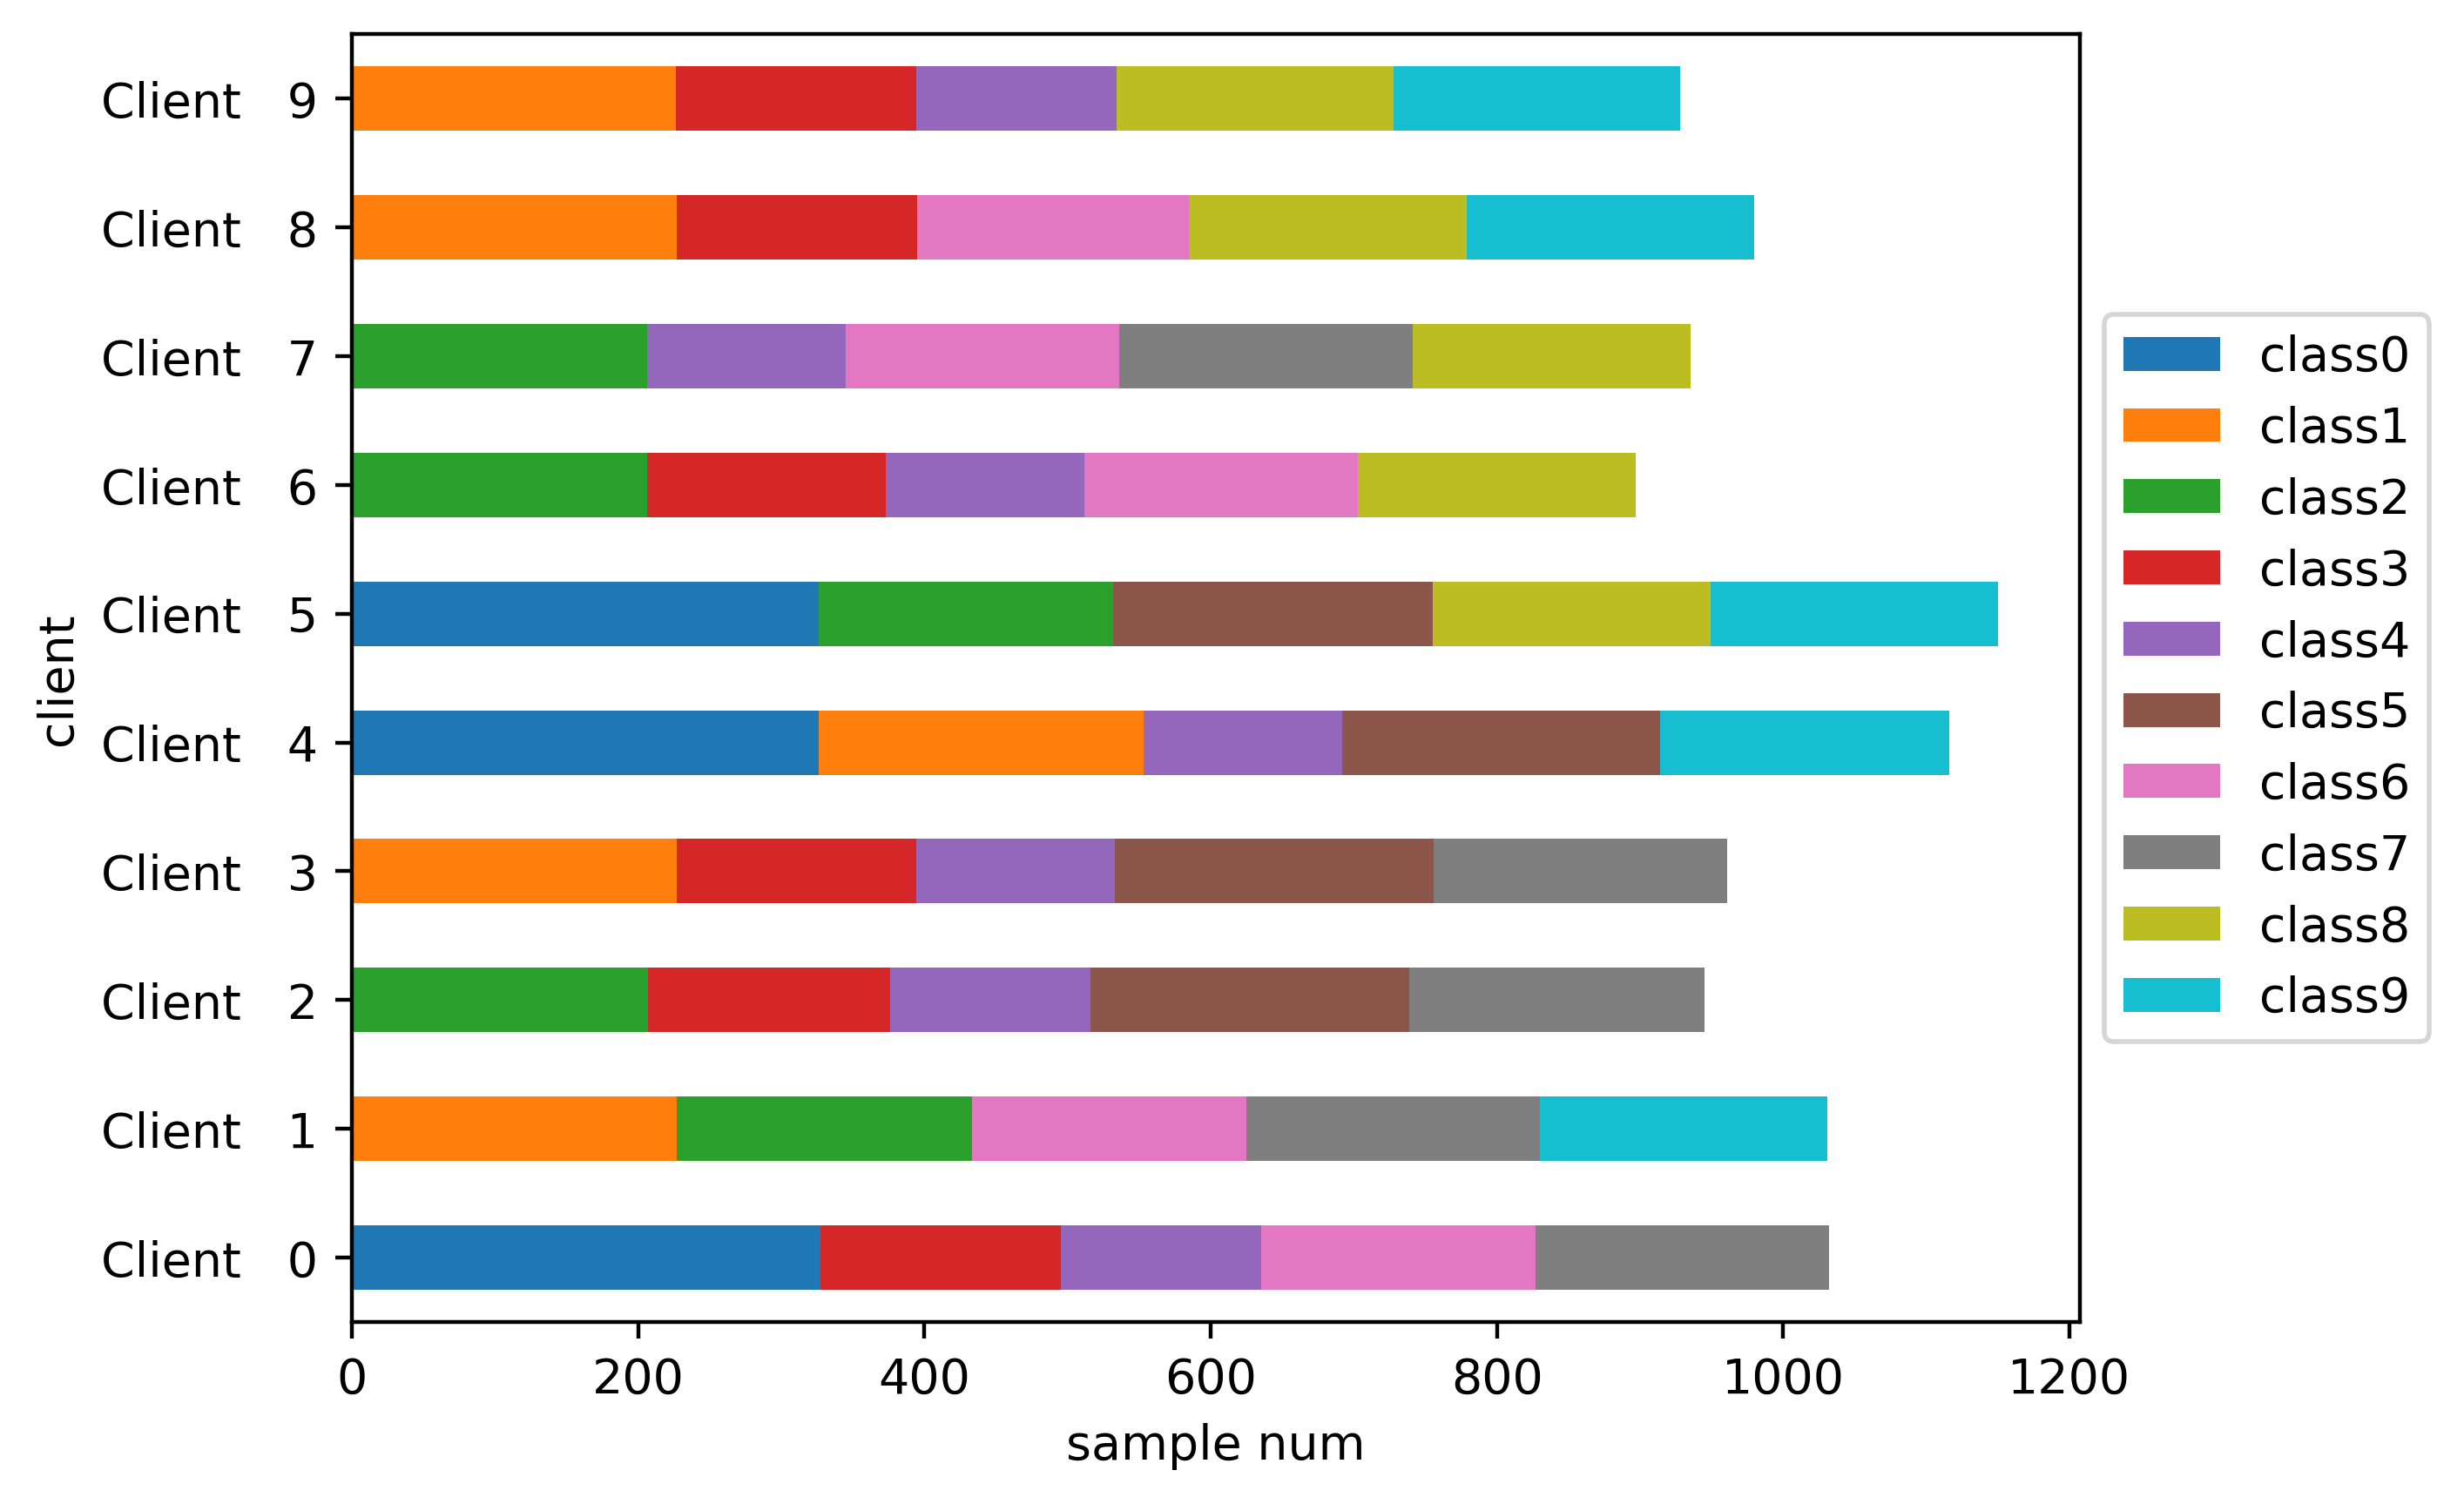 client
Client 9
Client 8
Client 7
Client 6
Client 5
Client 4
Client 3
Client 2
Client 1
Client 0
0 200 400 600 800 1000 1200
sample num
class0
class1
class2
class3
class4
class5
class6
class7
class8
class9